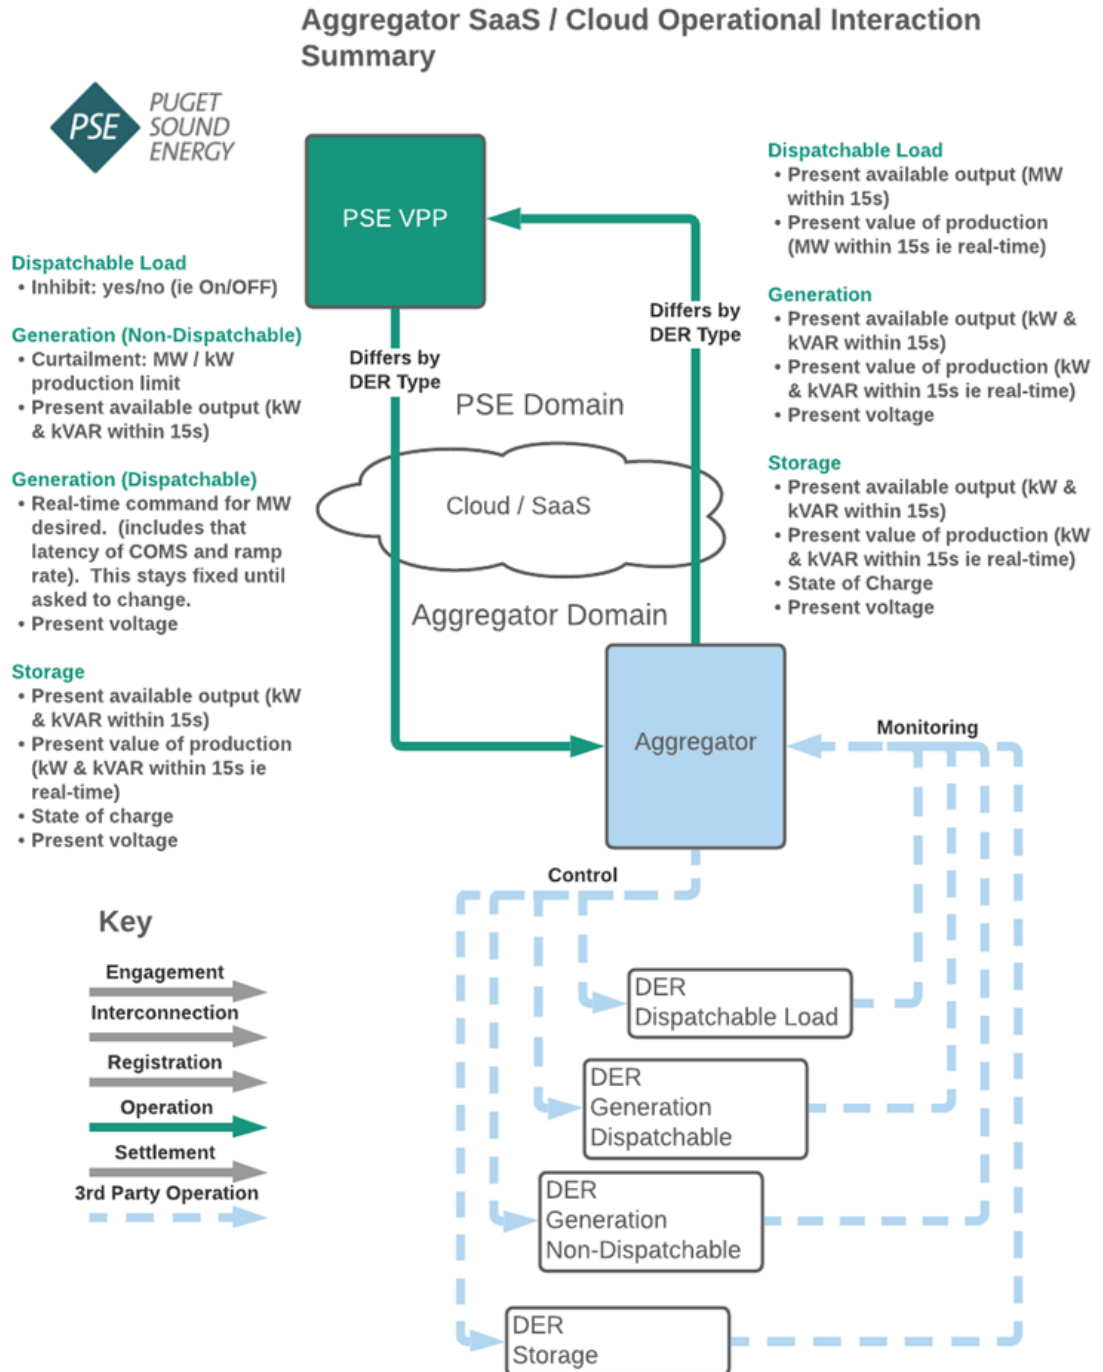 Aggregator SaaS / Cloud Operational Interaction
Summary
PSE
PUGET
SOUND
ENERGY
PSE VPP
Dispatchable Load
• Inhibit: yes/no (ie On/OFF)
Generation (Non-Dispatchable)
• Curtailment: MW / kW
production limit
• Present available output (kW
& kVAR within 15s)
Generation (Dispatchable)
• Real-time command for MW
desired. (includes that
latency of COMS and ramp
rate). This stays fixed until
asked to change.
• Present voltage
Storage
• Present available output (kW
& kVAR within 15s)
• Present value of production
(kW & kVAR within 15s ie
real-time)
• State of charge
• Present voltage
Differs by
DER Type
Differs by
DER Type
PSE Domain
Cloud / SaaS
Aggregator Domain
Dispatchable Load
• Present available output (MW
within 15s)
• Present value of production
(MW within 15s ie real-time)
Generation
• Present available output (kW &
kVAR within 15s)
• Present value of production (kW
& kVAR within 15s ie real-time)
• Present voltage
Storage
• Present available output (kW &
kVAR within 15s)
• Present value of production (kW
& kVAR within 15s ie real-time)
• State of Charge
• Present voltage
Aggregator
Monitoring
Control
DER
Dispatchable Load
DER
Generation
Dispatchable
DER
Generation
Non-Dispatchable
DER
Storage
Key
Engagement
Interconnection
Registration
Operation
Settlement
3rd Party Operation